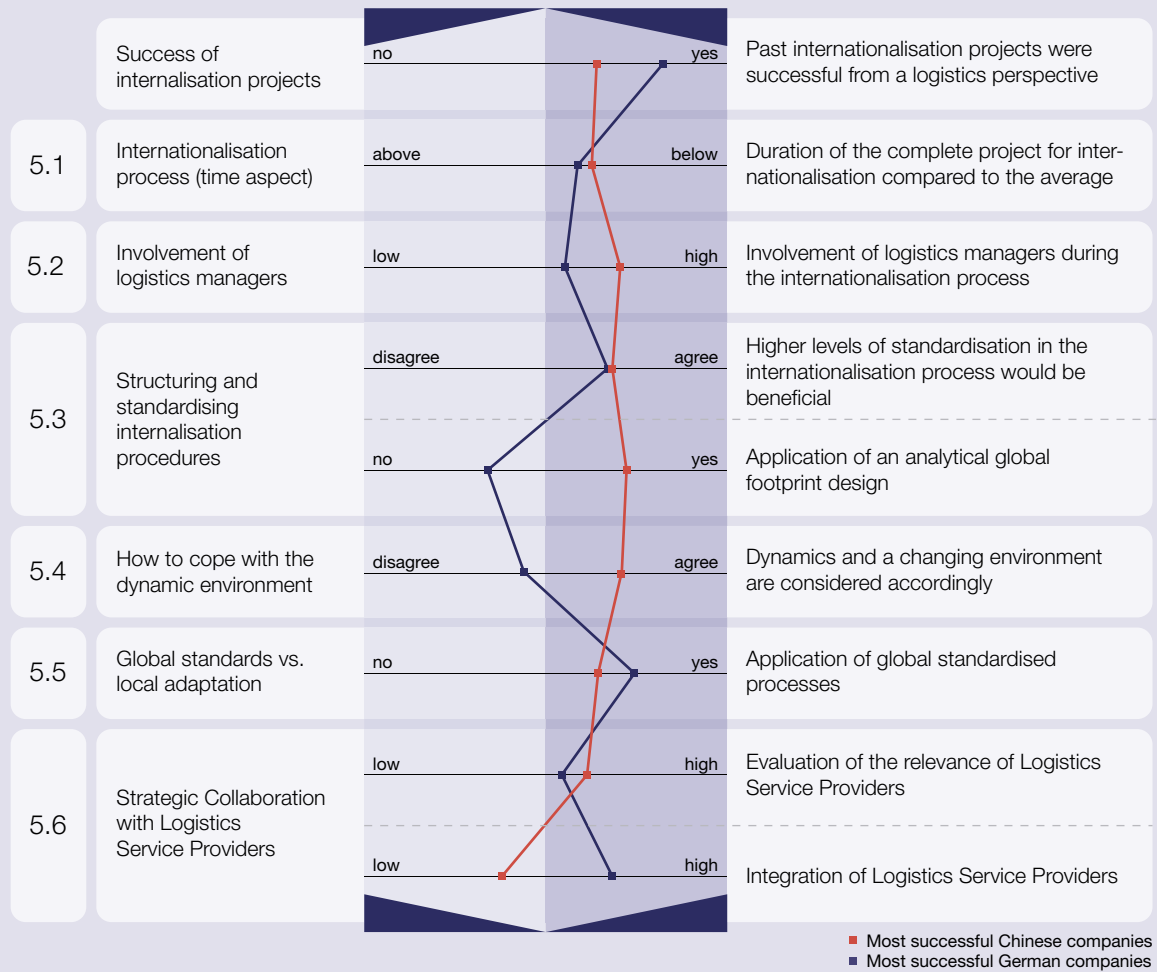 Success of
internalisation projects
no
yes
Past internationalisation projects were
successful from a logistics perspective
5.1
Internationalisation
process (time aspect)
above
below
Duration of the complete project for inter-
nationalisation compared to the average
5.2
Involvement of
logistics managers
low
high
Involvement of logistics managers during
the internationalisation process
5.3
Structuring and
standardising
internalisation
procedures
disagree
agree
Higher levels of standardisation in the
internationalisation process would be
beneficial
no
yes
Application of an analytical global
footprint design
5.4
How to cope with the
dynamic environment
disagree
agree
Dynamics and a changing environment
are considered accordingly
5.5
Global standards vs.
local adaptation
no
yes
Application of global standardised
processes
5.6
Strategic Collaboration
with Logistics
Service Providers
low
high
Evaluation of the relevance of Logistics
Service Providers
low
high
Integration of Logistics Service Providers
Most successful Chinese companies
Most successful German companies